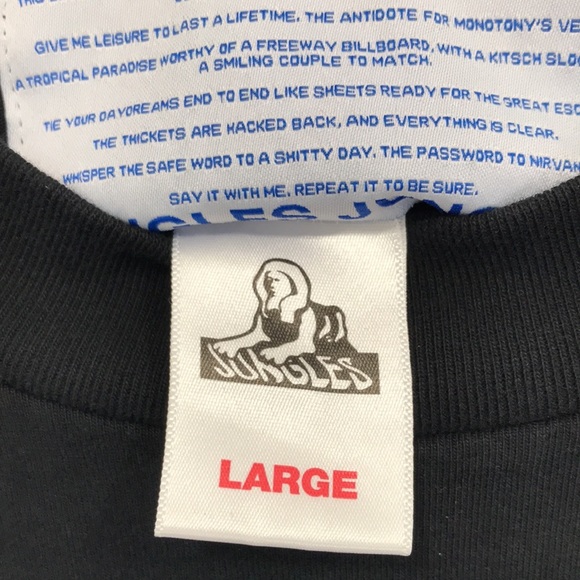 GIVE ME LEISURE TO LAST A LIFETIME. THE ANTIDOTE FOR MONOTONY'S
A TROPICAL PARADISE WORTHY OF A FREEWAY BILLBOARD, WITH A KITSCH
A SMILING COUPLE TO MATCH.
TIE YOUR DAYDREAMS END TO END LIKE SHEETS READY FOR THE GREAT
THE THICKETS ARE HACKED BACK, AND EVERYTHING IS CLEAR.
WHISPER THE SAFE WORD TO A SHITTY DAY. THE PASSWORD TO
SAY IT WITH ME. REPEAT IT TO BE SURE.
JUNGLES
LARGE